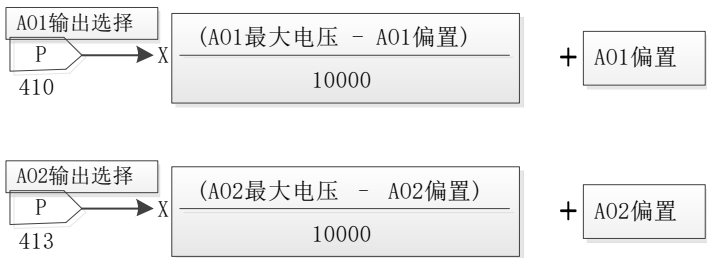 AO1输出选择
P
410
X
(AO1最大电压 - AO1偏置)
10000
+
AO1偏置
AO2输出选择
P
413
X
(AO2最大电压 - AO2偏置)
10000
+
AO2偏置